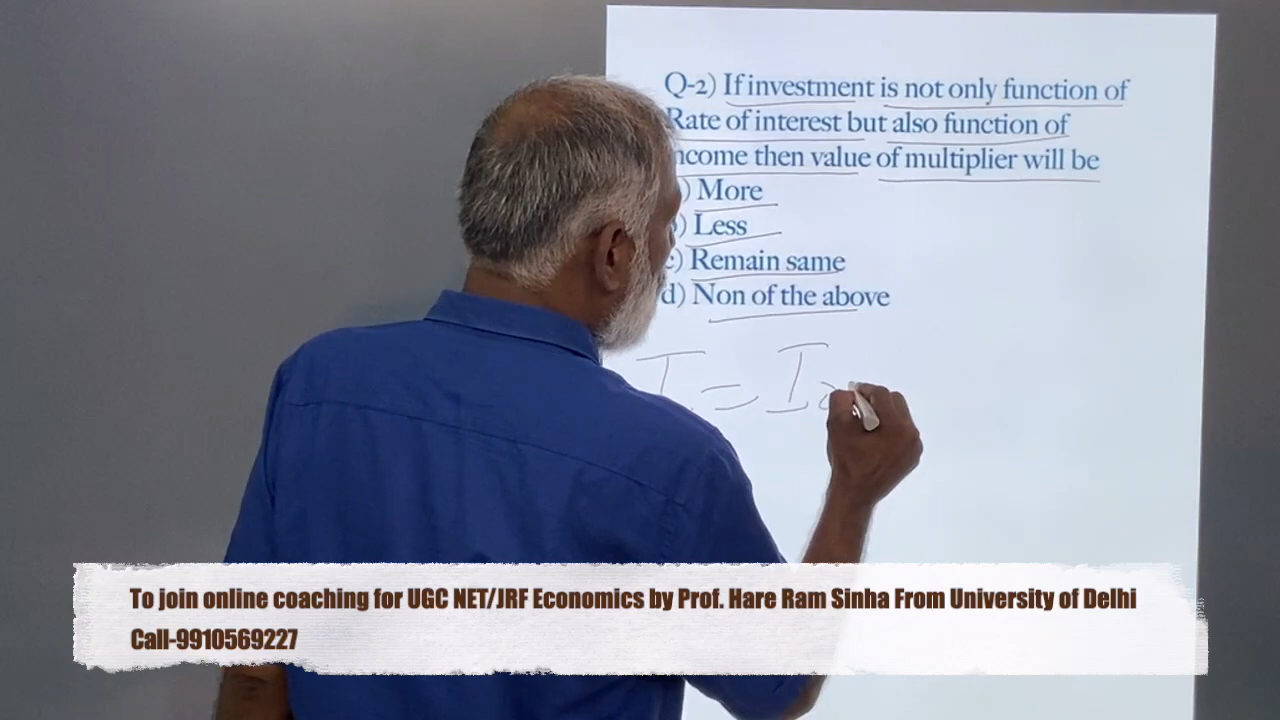 Q-2) If investment is not only function of
Rate of interest but also function of
ncome then value of multiplier will be
) More
) Less
c) Remain same
d) Non of the above
I = I
To join online coaching for UGC NET/JRF Economics by Prof. Hare Ram Sinha From University of Delhi
Call-9910569227